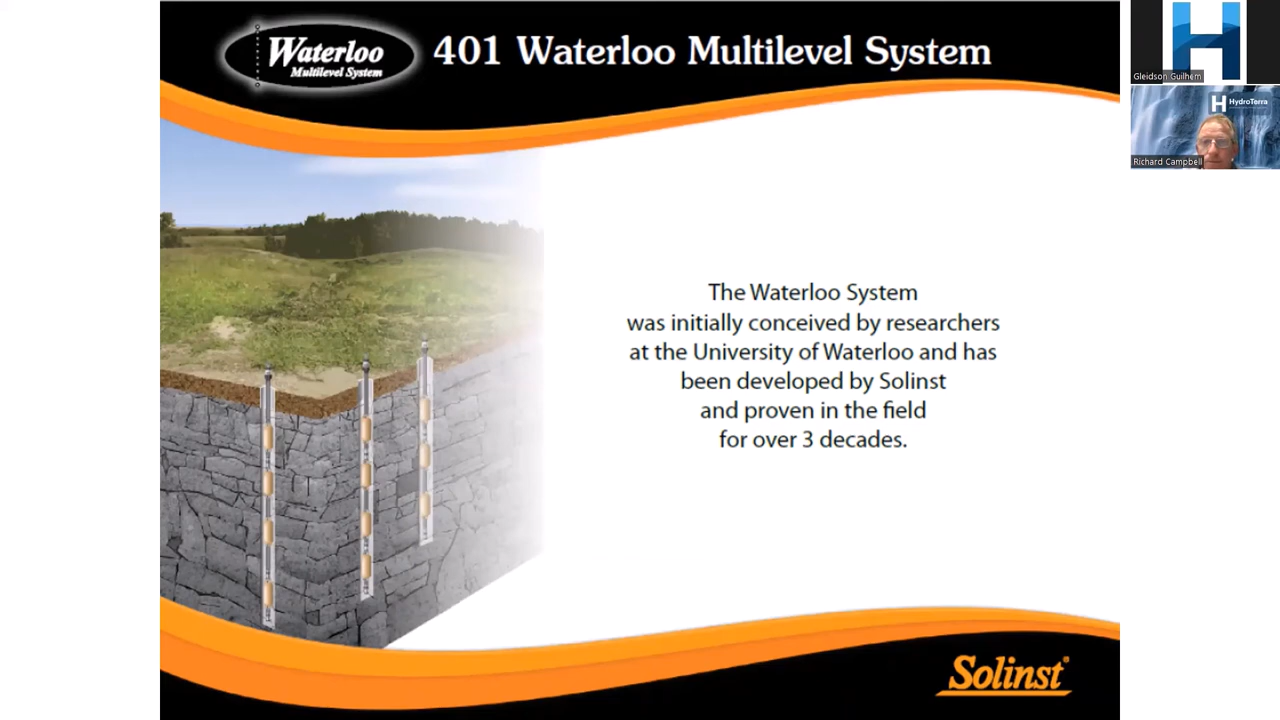 Waterloo
Multilevel System
401 Waterloo Multilevel System
The Waterloo System
was initially conceived by researchers
at the University of Waterloo and has
been developed by Solinst
and proven in the field
for over 3 decades.
Solinst®
Gleidson Guilhem
H HydroTerra
Richard Campbell